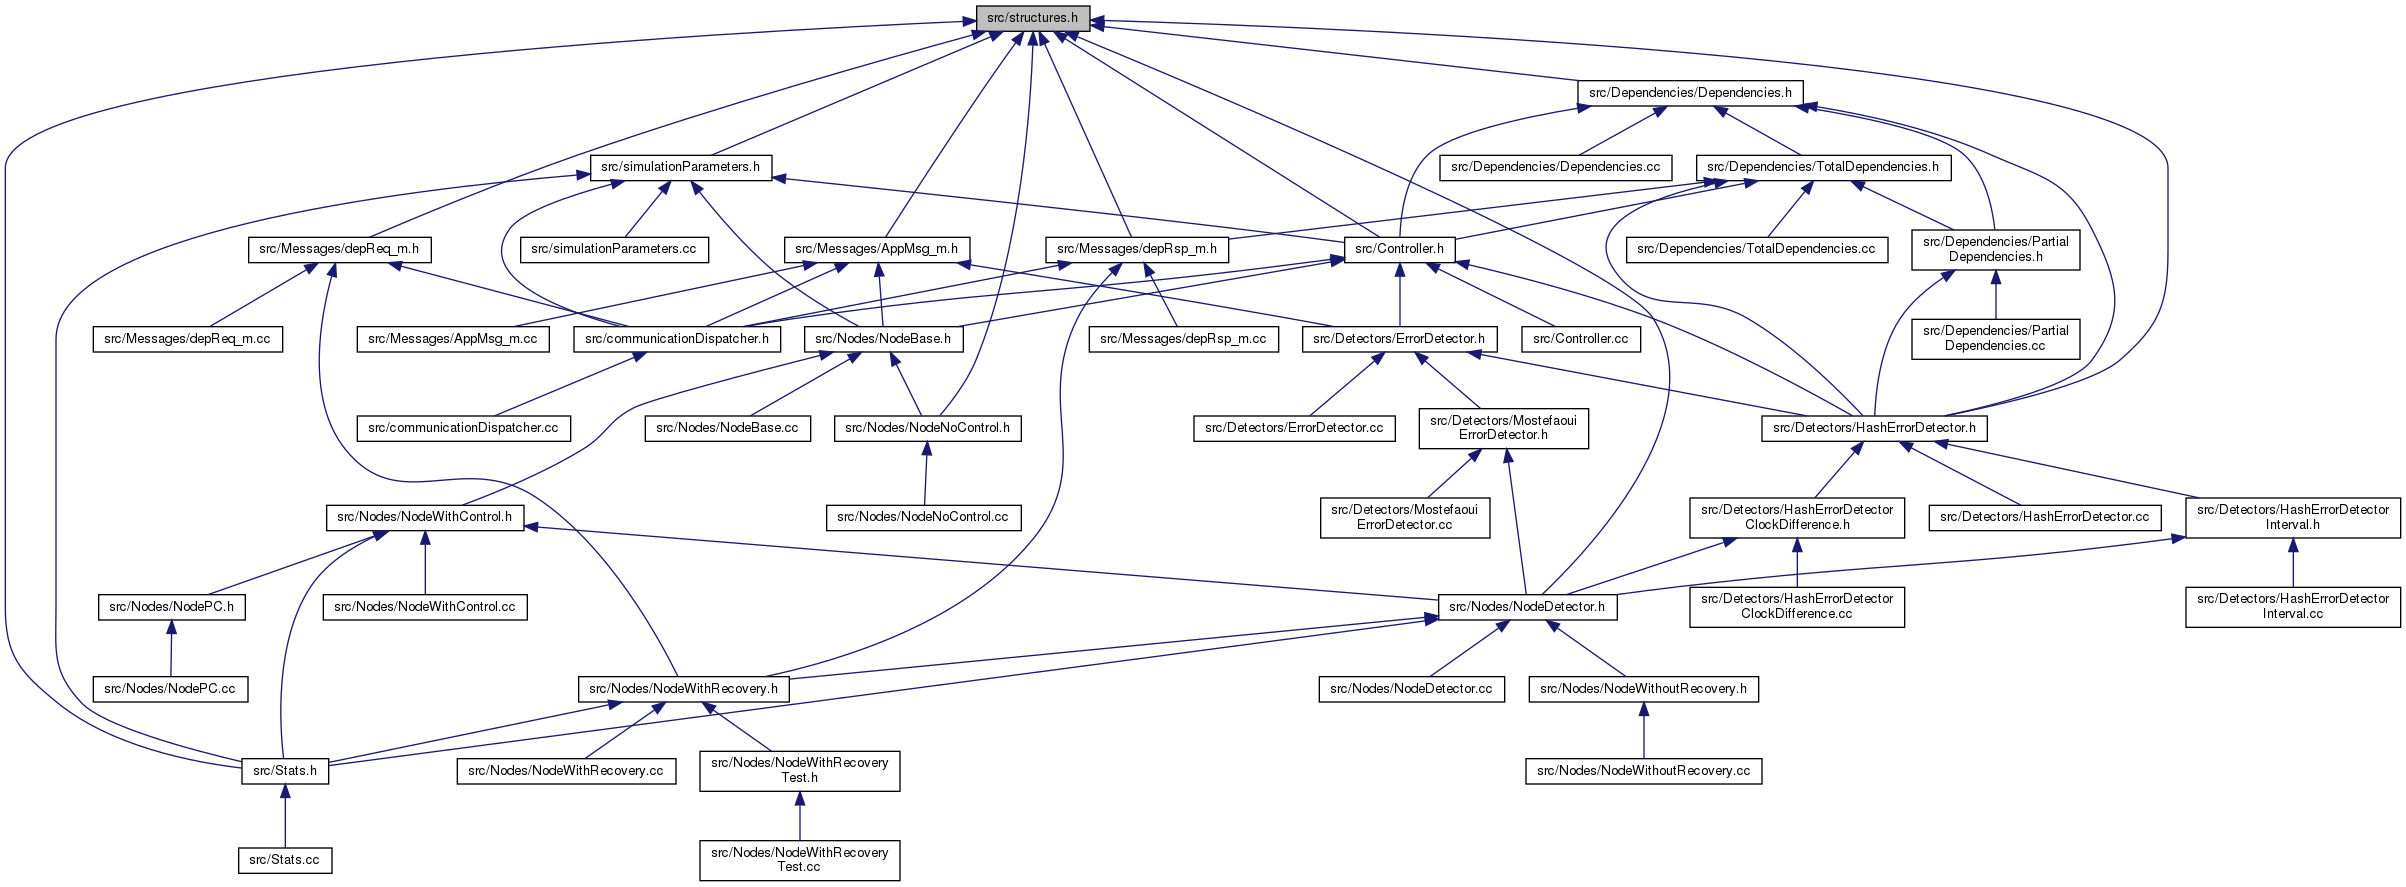 src/structures.h
src/Dependencies/Dependencies.h
src/simulationParameters.h
src/Dependencies/Dependencies.cc
src/Dependencies/TotalDependencies.h
src/Messages/depReq_m.h
src/simulationParameters.cc
src/Messages/AppMsg_m.h
src/Messages/depRsp_m.h
src/Controller.h
src/Dependencies/TotalDependencies.cc
src/Dependencies/Partial
Dependencies.h
src/Messages/depReq_m.cc
src/Messages/AppMsg_m.cc
src/communicationDispatcher.h
src/Nodes/NodeBase.h
src/Messages/depRsp_m.cc
src/Detectors/ErrorDetector.h
src/Controller.cc
src/Dependencies/Partial
Dependencies.cc
src/communicationDispatcher.cc
src/Nodes/NodeBase.cc
src/Nodes/NodeNoControl.h
src/Detectors/ErrorDetector.cc
src/Detectors/Mostefaoui
ErrorDetector.h
src/Detectors/HashErrorDetector.h
src/Nodes/NodeWithControl.h
src/Nodes/NodeNoControl.cc
src/Detectors/Mostefaoui
ErrorDetector.cc
src/Detectors/HashErrorDetector
ClockDifference.h
src/Detectors/HashErrorDetector.cc
src/Detectors/HashErrorDetector
Interval.h
src/Nodes/NodePC.h
src/Nodes/NodeWithControl.cc
src/Nodes/NodeDetector.h
src/Detectors/HashErrorDetector
ClockDifference.cc
src/Detectors/HashErrorDetector
Interval.cc
src/Nodes/NodePC.cc
src/Nodes/NodeWithRecovery.h
src/Nodes/NodeDetector.cc
src/Nodes/NodeWithoutRecovery.h
src/Stats.h
src/Nodes/NodeWithRecovery.cc
src/Nodes/NodeWithRecovery
Test.h
src/Nodes/NodeWithoutRecovery.cc
src/Stats.cc
src/Nodes/NodeWithRecovery
Test.cc